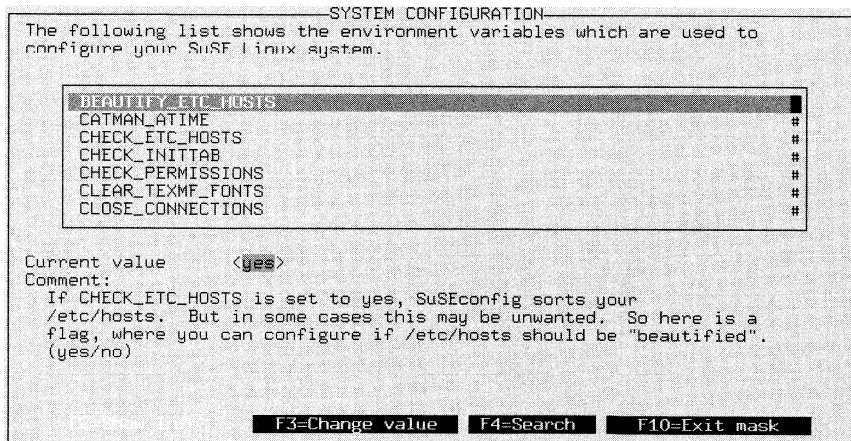 SYSTEM CONFIGURATION
The following list shows the environment variables which are used to
configure your SuSE Linux system.
BEAUTIFY_ETC_HOSTS
CATMAN_ATIME #
CHECK_ETC_HOSTS #
CHECK_INITTAB #
CHECK_PERMISSIONS #
CLEAR_TEXMF_FONTS #
CLOSE_CONNECTIONS #
Current value <yes>
Comment:
If CHECK_ETC_HOSTS is set to yes, SuSEconfig sorts your
/etc/hosts. But in some cases this may be unwanted. So here is a
flag, where you can configure if /etc/hosts should be "beautified".
(yes/no)
F3=Change value F4=Search F10=Exit mask